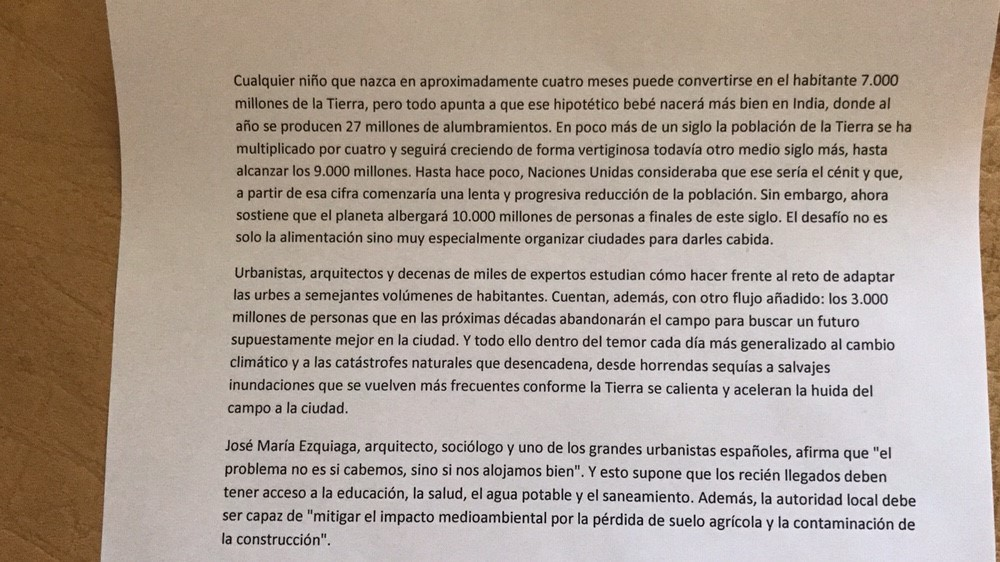 Cualquier niño que nazca en aproximadamente cuatro meses puede convertirse en el habitante 7.000
millones de la Tierra, pero todo apunta a que ese hipotético bebé nacerá más bien en India, donde al
año se producen 27 millones de alumbramientos. En poco más de un siglo la población de la Tierra se ha
multiplicado por cuatro y seguirá creciendo de forma vertiginosa todavía otro medio siglo más, hasta
alcanzar los 9.000 millones. Hasta hace poco, Naciones Unidas consideraba que ese sería el cénit y que,
a partir de esa cifra comenzaría una lenta y progresiva reducción de la población. Sin embargo, ahora
sostiene que el planeta albergará 10.000 millones de personas a finales de este siglo. El desafío no es
solo la alimentación sino muy especialmente organizar ciudades para darles cabida.
Urbanistas, arquitectos y decenas de miles de expertos estudian cómo hacer frente al reto de adaptar
las urbes a semejantes volúmenes de habitantes. Cuentan, además, con otro flujo añadido: los 3.000
millones de personas que en las próximas décadas abandonarán el campo para buscar un futuro
supuestamente mejor en la ciudad. Y todo ello dentro del temor cada día más generalizado al cambio
climático y a las catástrofes naturales que desencadena, desde horrendas sequías a salvajes
inundaciones que se vuelven más frecuentes conforme la Tierra se calienta y aceleran la huida del
campo a la ciudad.
José María Ezquiaga, arquitecto, sociólogo y uno de los grandes urbanistas españoles, afirma que "el
problema no es si cabemos, sino si nos alojamos bien". Y esto supone que los recién llegados deben
tener acceso a la educación, la salud, el agua potable y el saneamiento. Además, la autoridad local debe
ser capaz de "mitigar el impacto medioambiental por la pérdida de suelo agrícola y la contaminación de
la construcción".